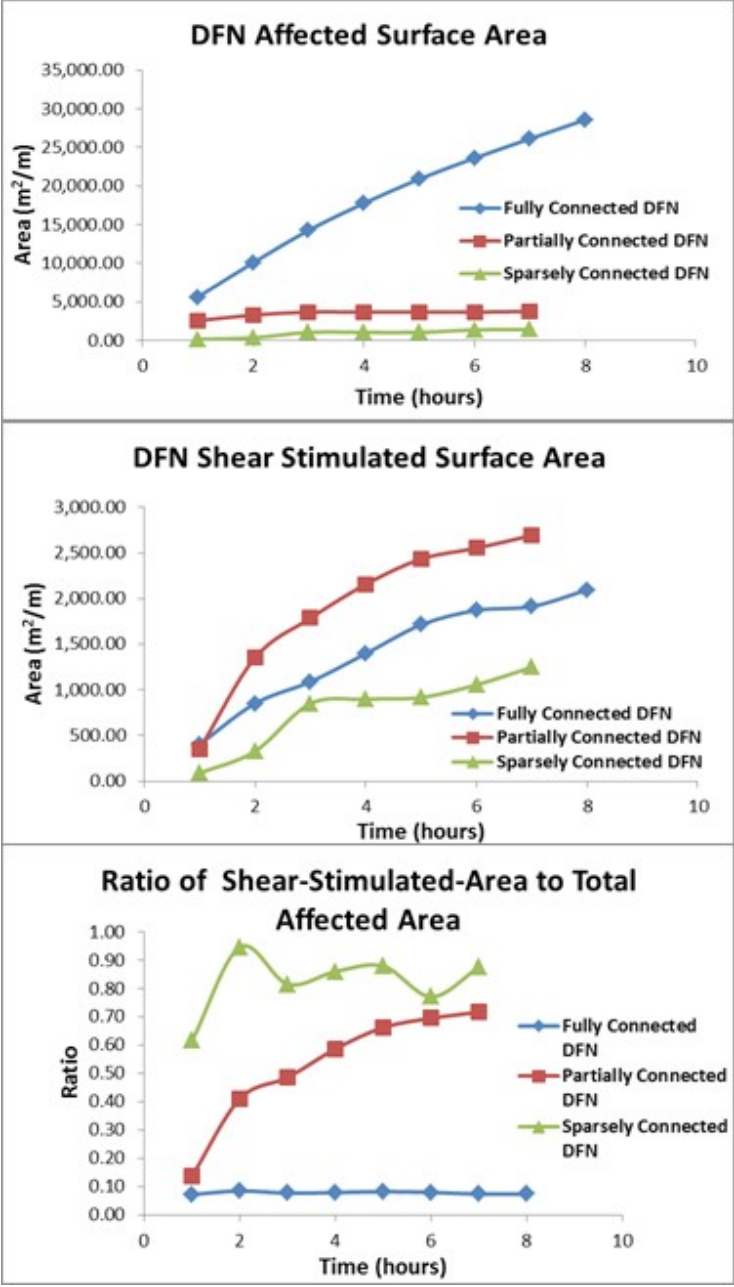 DFN Affected Surface Area
35,000.00
30,000.00
25,000.00
20,000.00
15,000.00
10,000.00
5,000.00
0.00
Area (m²/m)
Fully Connected DFN
Partially Connected DFN
Sparsely Connected DFN
0 2 4 6 8 10
Time (hours)
DFN Shear Stimulated Surface Area
3,000.00
2,500.00
2,000.00
1,500.00
1,000.00
500.00
0.00
Area (m²/m)
Fully Connected DFN
Partially Connected DFN
Sparsely Connected DFN
0 2 4 6 8 10
Time (hours)
Ratio of Shear-Stimulated-Area to Total
Affected Area
1.00
0.90
0.80
0.70
0.60
0.50
0.40
0.30
0.20
0.10
0.00
Ratio
Fully Connected
DFN
Partially Connected
DFN
Sparsely Connected
DFN
0 2 4 6 8 10
Time (hours)